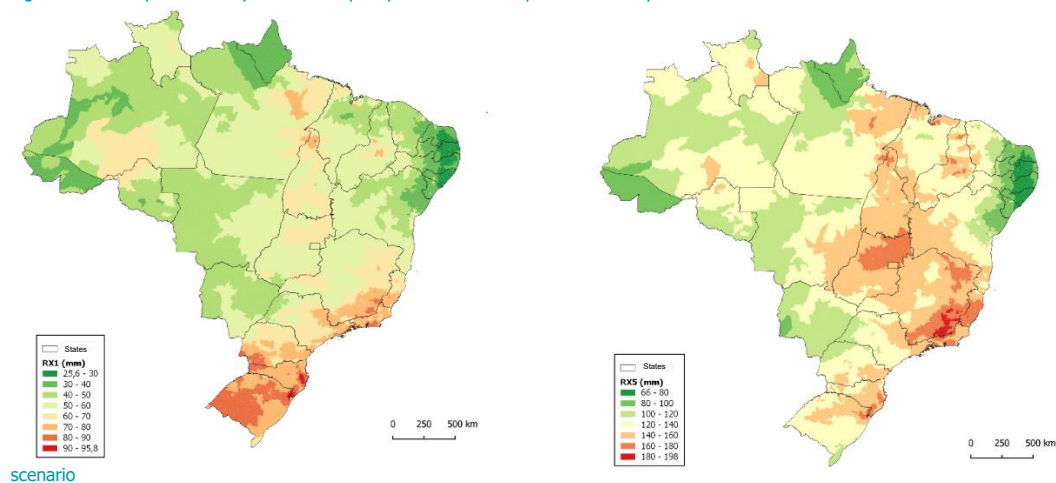 States
RX1 (mm)
25,6 - 30
30 - 40
40 - 50
50 - 60
60 - 70
70 - 80
80 - 90
90 - 95,8
0 250 500 km
States
RX5 (mm)
66 - 80
80 - 100
100 - 120
120 - 140
140 - 160
160 - 180
180 - 198
0 250 500 km
scenario